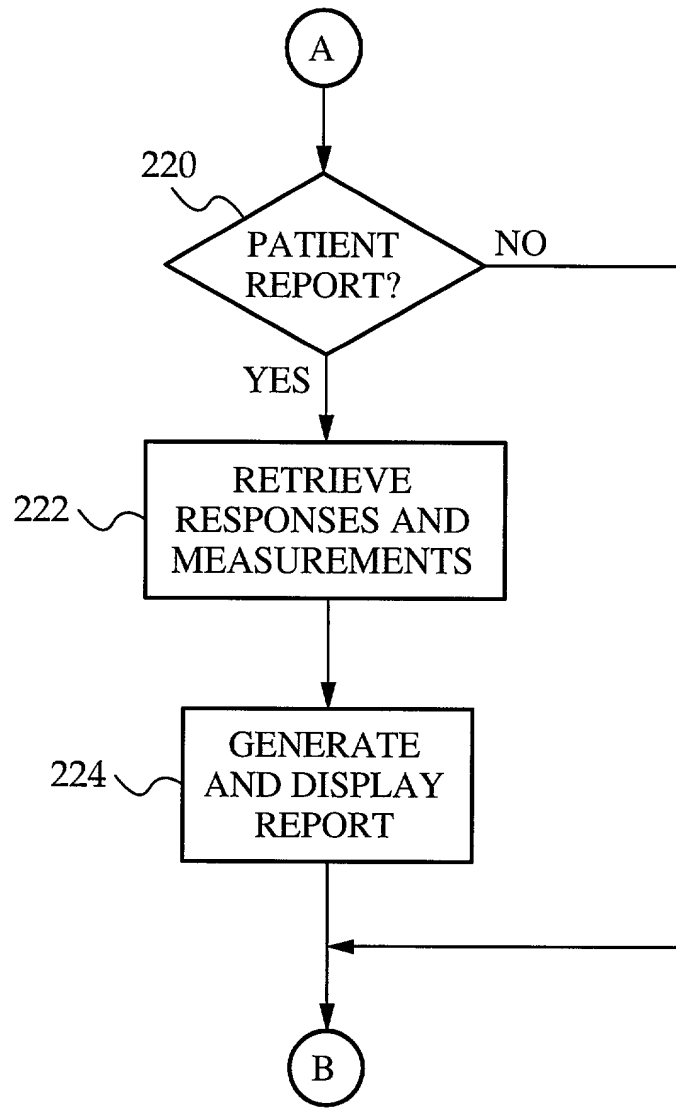 A
220
PATIENT
REPORT?
NO
YES
222
RETRIEVE
RESPONSES AND
MEASUREMENTS
224
GENERATE
AND DISPLAY
REPORT
B